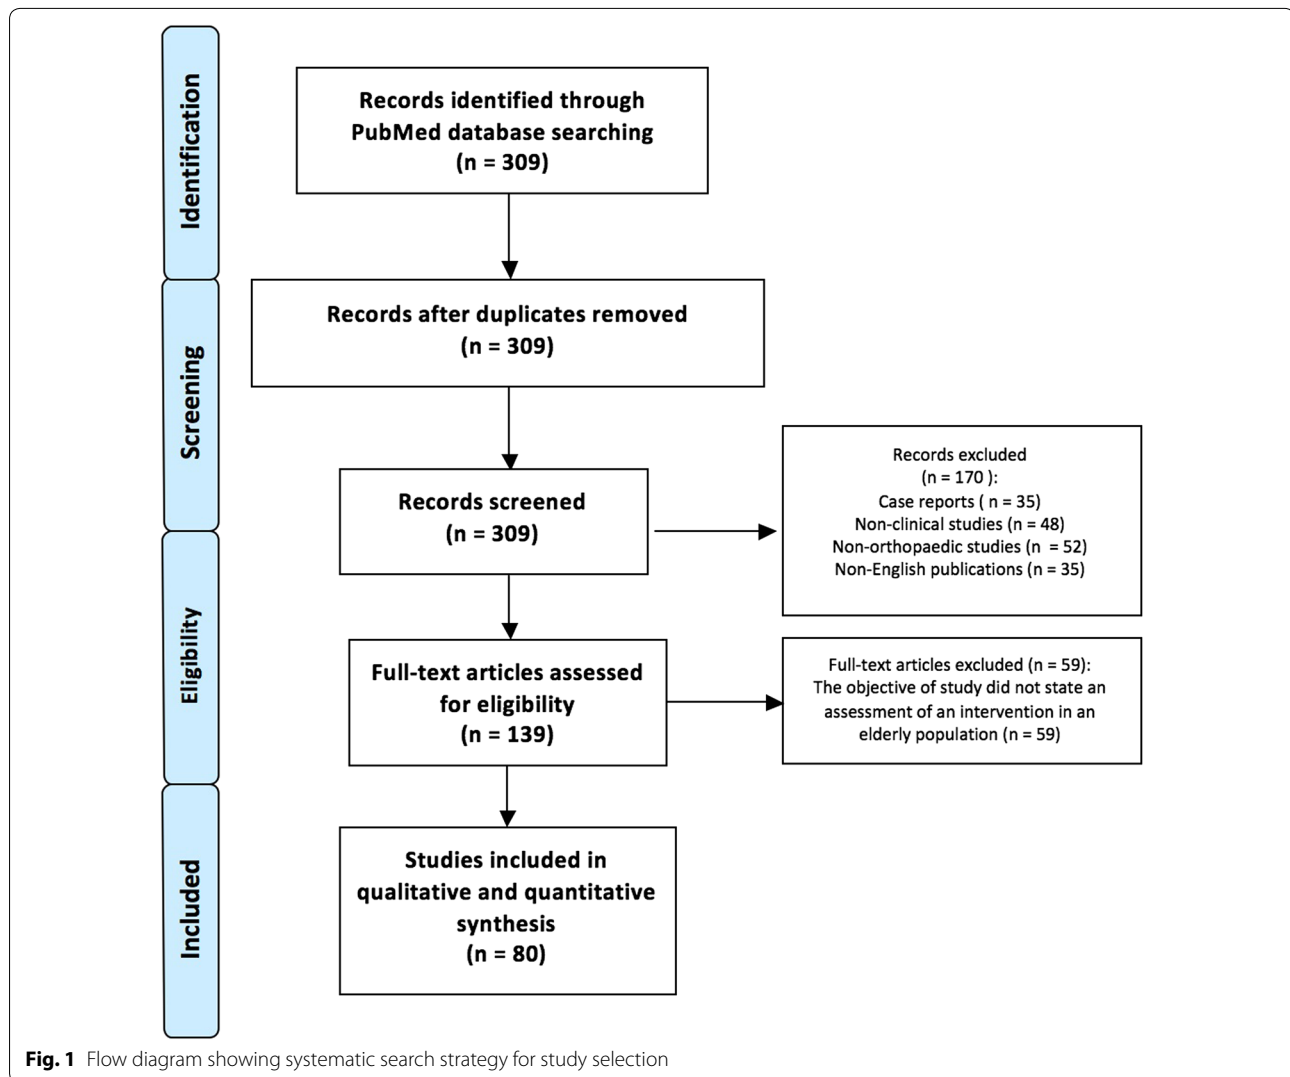 Identification
Records identified through
PubMed database searching
(n = 309)
Screening
Records after duplicates removed
(n = 309)
Records screened
(n = 309)
Records excluded
(n = 170 ):
Case reports ( n = 35)
Non-clinical studies (n = 48)
Non-orthopaedic studies (n = 52)
Non-English publications (n = 35)
Eligibility
Full-text articles assessed
for eligibility
(n = 139)
Full-text articles excluded (n = 59):
The objective of study did not state an
assessment of an intervention in an
elderly population (n = 59)
Included
Studies included in
qualitative and quantitative
synthesis
(n = 80)
Fig. 1 Flow diagram showing systematic search strategy for study selection